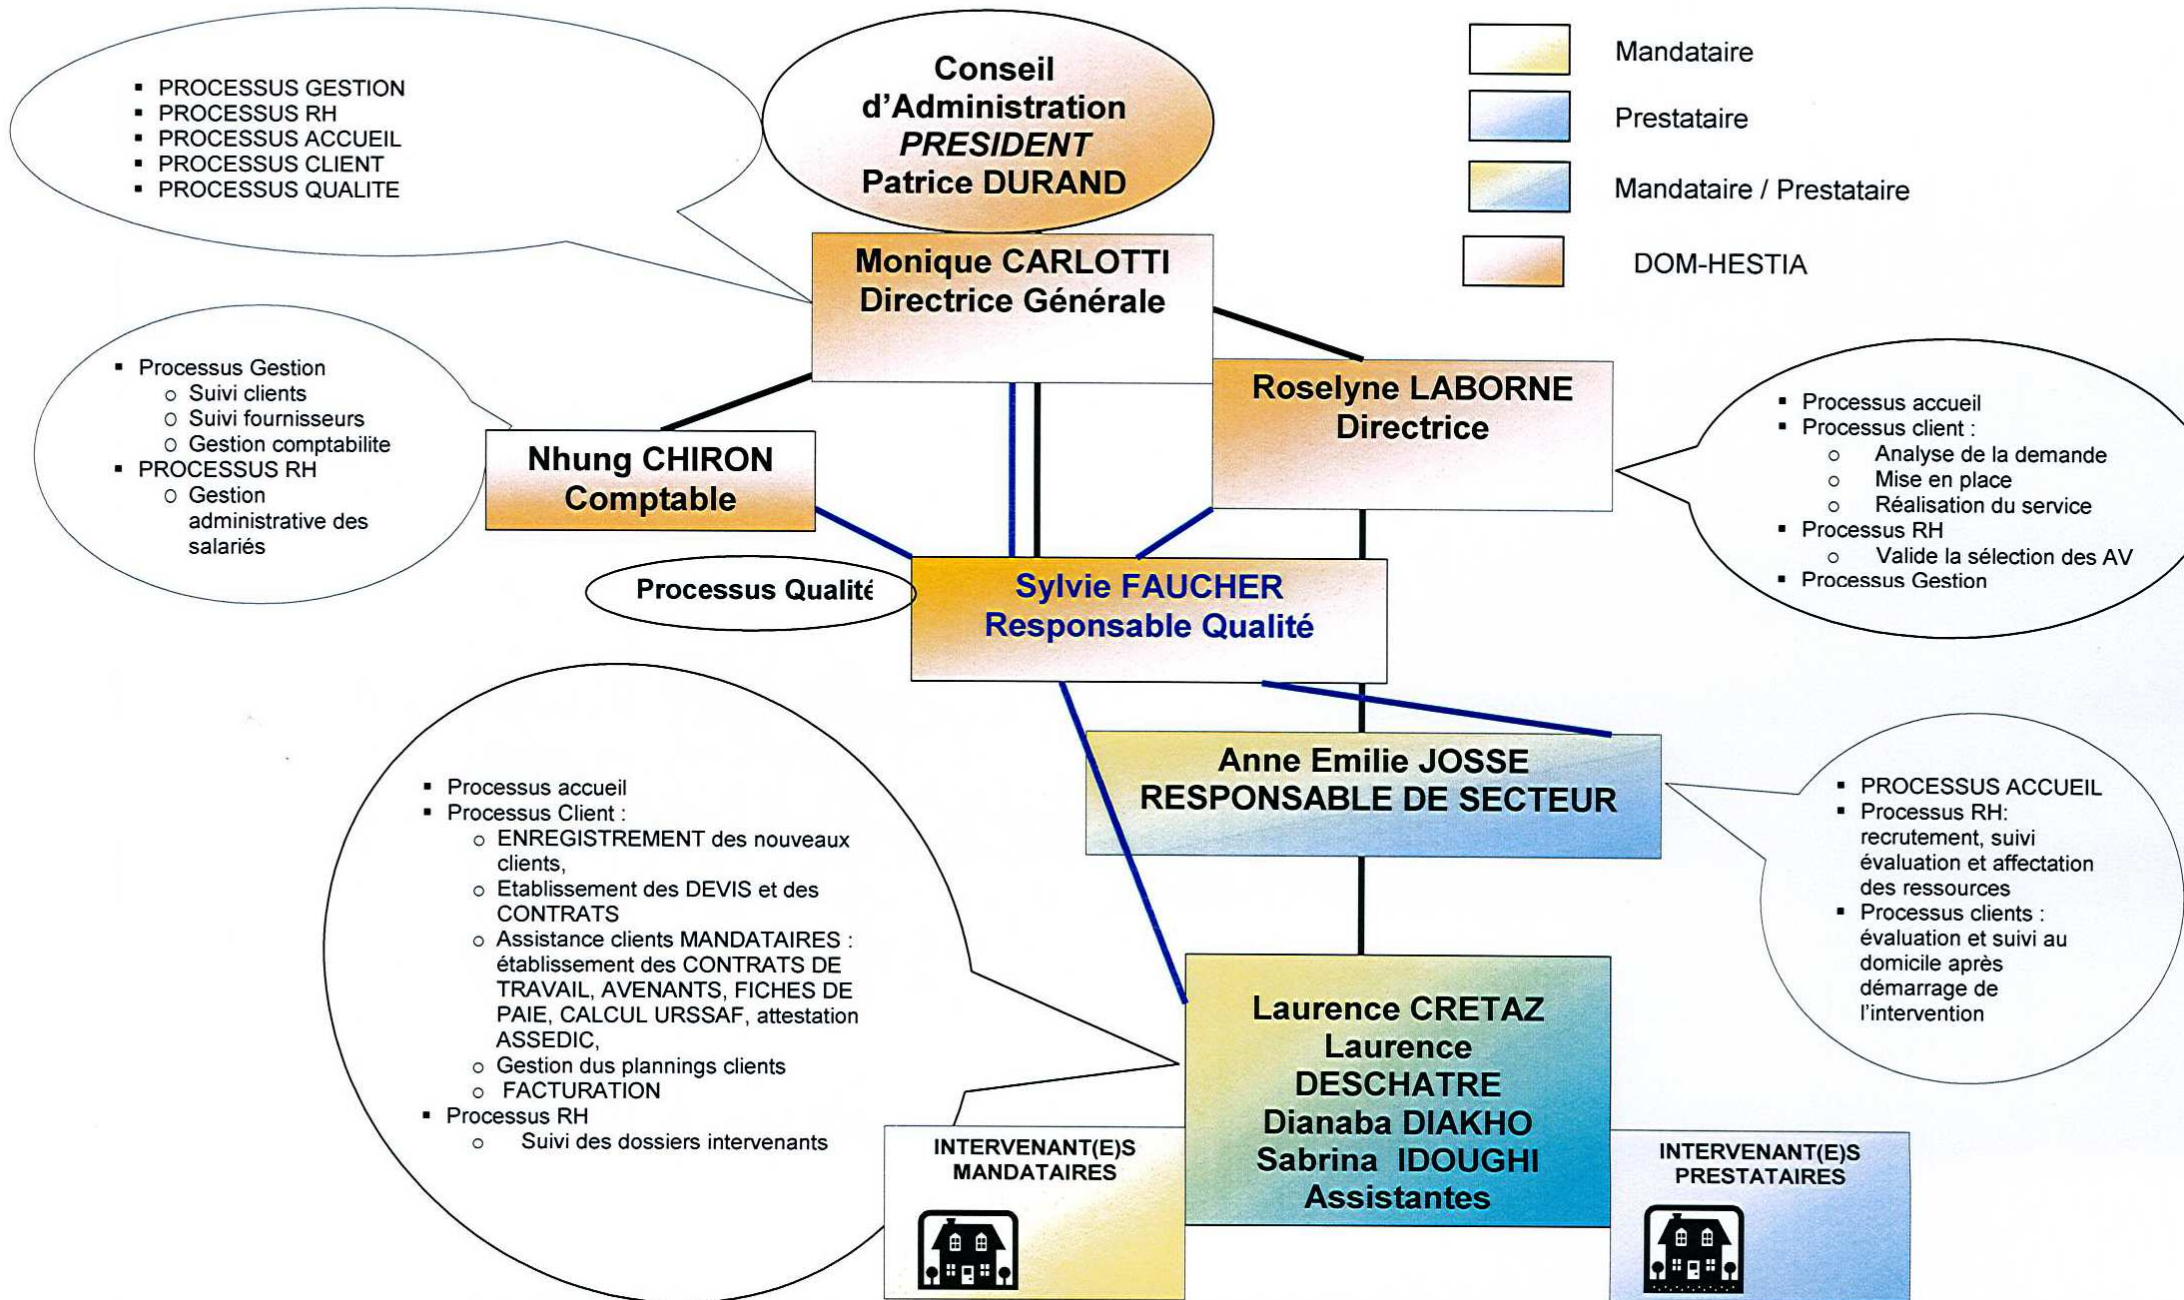 PROCESSUS GESTION
PROCESSUS RH
PROCESSUS ACCUEIL
PROCESSUS CLIENT
PROCESSUS QUALITE
Conseil
d'Administration
PRESIDENT
Patrice DURAND
Mandataire
Prestataire
Mandataire / Prestataire
DOM-HESTIA
Monique CARLOTTI
Directrice Générale
Processus Gestion
Suivi clients
Suivi fournisseurs
Gestion comptabilite
PROCESSUS RH
Gestion
administrative des
salariés
Nhung CHIRON
Comptable
Roselyne LABORNE
Directrice
Processus accueil
Processus client :
Analyse de la demande
Mise en place
Réalisation du service
Processus RH
Valide la sélection des AV
Processus Gestion
Processus Qualité
Sylvie FAUCHER
Responsable Qualité
Anne Emilie JOSSE
RESPONSABLE DE SECTEUR
PROCESSUS ACCUEIL
Processus RH:
recrutement, suivi
évaluation et affectation
des ressources
Processus clients :
évaluation et suivi au
domicile après
démarrage de
l'intervention
Processus accueil
Processus Client :
ENREGISTREMENT des nouveaux
clients,
Etablissement des DEVIS et des
CONTRATS
Assistance clients MANDATAIRES :
établissement des CONTRATS DE
TRAVAIL, AVENANTS, FICHES DE
PAIE, CALCUL URSSAF, attestation
ASSEDIC,
Gestion dus plannings clients
FACTURATION
Processus RH
Suivi des dossiers intervenants
Laurence CRETAZ
Laurence
DESCHATRE
Dianaba DIAKHO
Sabrina IDOUGHI
Assistantes
INTERVENANT(E)S
MANDATAIRES
INTERVENANT(E)S
PRESTATAIRES